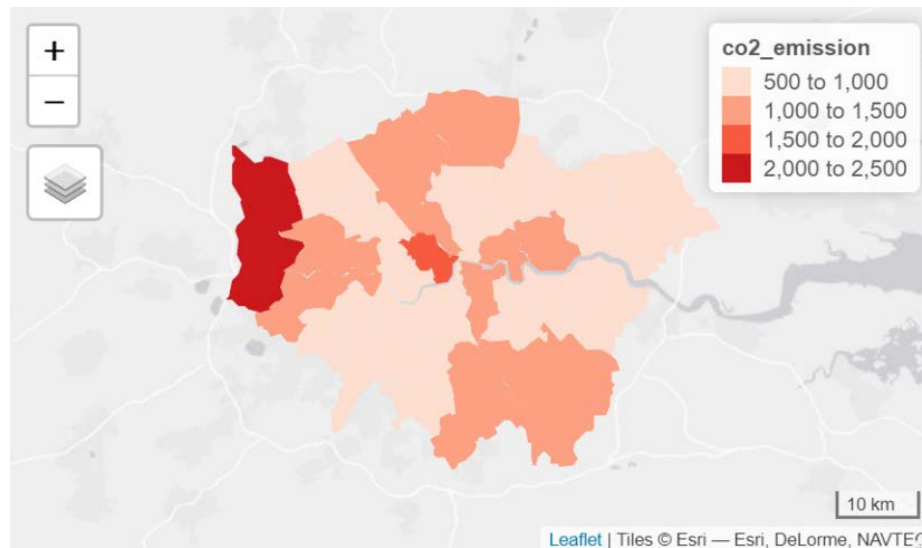 +
−
co2_emission
500 to 1,000
1,000 to 1,500
1,500 to 2,000
2,000 to 2,500
10 km
Leaflet | Tiles © Esri — Esri, DeLorme, NAVTEQ